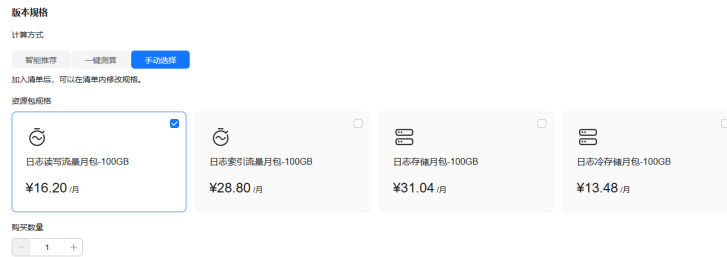 版本规格
计算方式
智能推荐 一键测算 手动选择
加入清单后，可以在清单内修改规格。
资源包规格
日志读写流量月包-100GB 日志索引流量月包-100GB 日志存储月包-100GB 日志冷存储月包-100GB
¥16.20 /月 ¥28.80 /月 ¥31.04 /月 ¥13.48 /月
购买数量
1